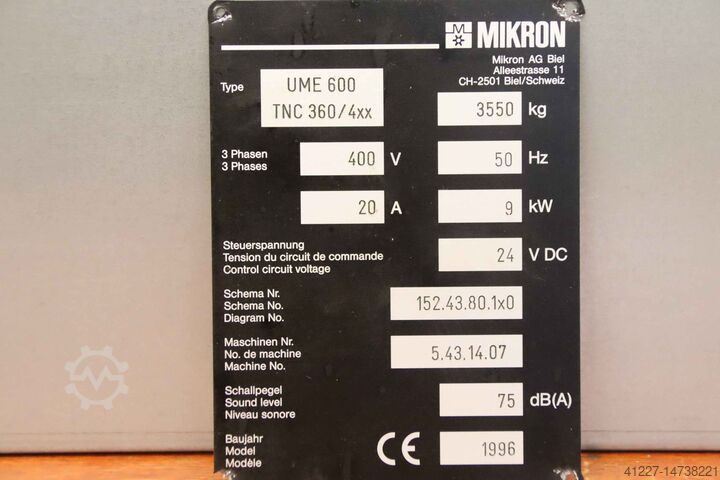 MIKRON
Mikron AG Biel
Alleestrasse 11
CH-2501 Biel/Schweiz
Type UME 600
TNC 360/4xx 3550 kg
3 Phasen
3 Phases 400 V 50 Hz
20 A 9 kW
Steuerspannung
Tension du circuit de commande 24 V DC
Control circuit voltage
Schema Nr.
Schema No. 152.43.80.1x0
Diagram No.
Maschinen Nr.
No. de machine 5.43.14.07
Machine No.
Schallpegel
Sound level 75 dB(A)
Niveau sonore
Baujahr
Model CE 1996
Modèle
41227-14738221